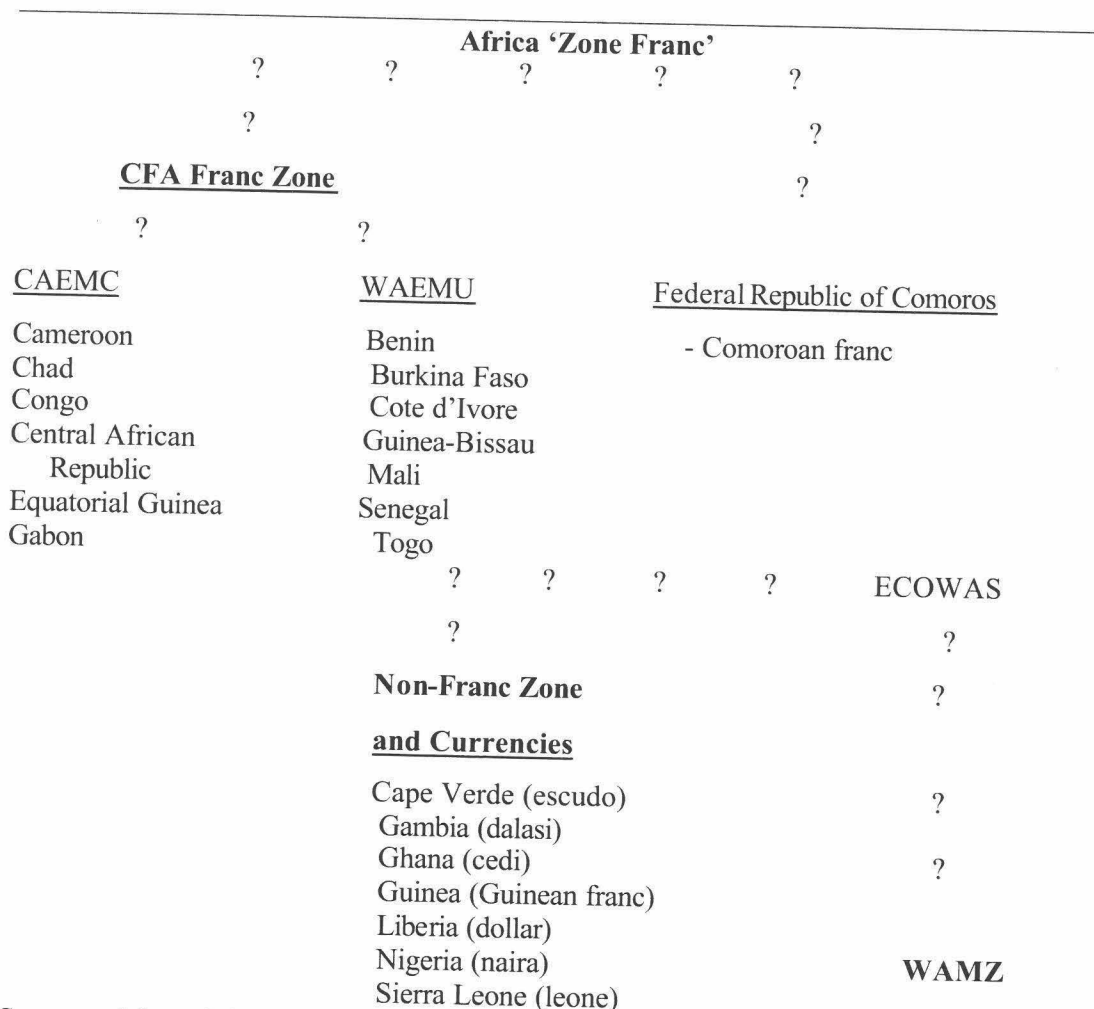 Africa ‘Zone Franc’
? ? ? ? ?
? ?
CFA Franc Zone ?
? ?
CAEMC
Cameroon
Chad
Congo
Central African
Republic
Equatorial Guinea
Gabon
WAEMU
Benin
Burkina Faso
Cote d’Ivore
Guinea-Bissau
Mali
Senegal
Togo
Federal Republic of Comoros
- Comoroan franc
? ? ? ? ECOWAS
? ?
Non-Franc Zone ?
and Currencies
Cape Verde (escudo) ?
Gambia (dalasi)
Ghana (cedi) ?
Guinea (Guinean franc)
Liberia (dollar)
Nigeria (naira) WAMZ
Sierra Leone (leone)